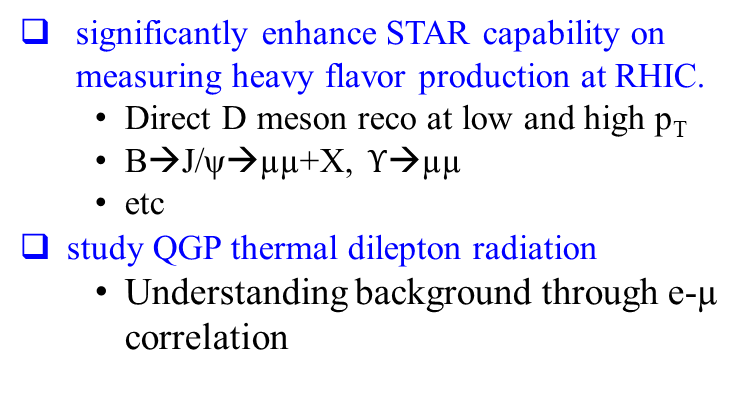 ❑ significantly enhance STAR capability on
measuring heavy flavor production at RHIC.
• Direct D meson reco at low and high pT
• B→J/ψ→μμ+X, ϒ→μμ
• etc
❑ study QGP thermal dilepton radiation
• Understanding background through e-μ
correlation